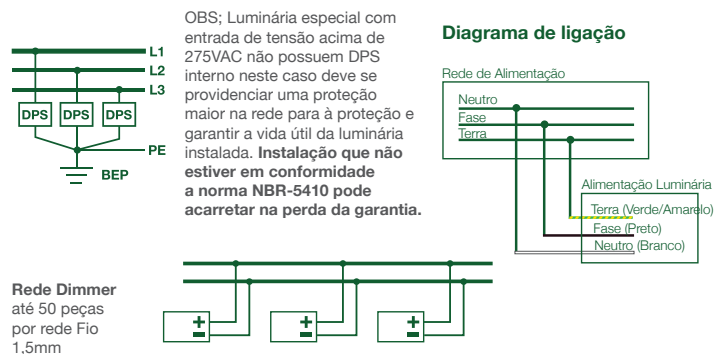 L1
L2
L3
DPS DPS DPS
PE
BEP
OBS; Luminária especial com
entrada de tensão acima de
275VAC não possuem DPS
interno neste caso deve se
providenciar uma proteção
maior na rede para à proteção e
garantir a vida útil da luminária
instalada. Instalação que não
estiver em conformidade
a norma NBR-5410 pode
acarretar na perda da garantia.
Diagrama de ligação
Rede de Alimentação
Neutro
Fase
Terra
Alimentação Luminária
Terra (Verde/Amarelo)
Fase (Preto)
Neutro (Branco)
Rede Dimmer
até 50 peças
por rede Fio
1,5mm
+ + +
- - -